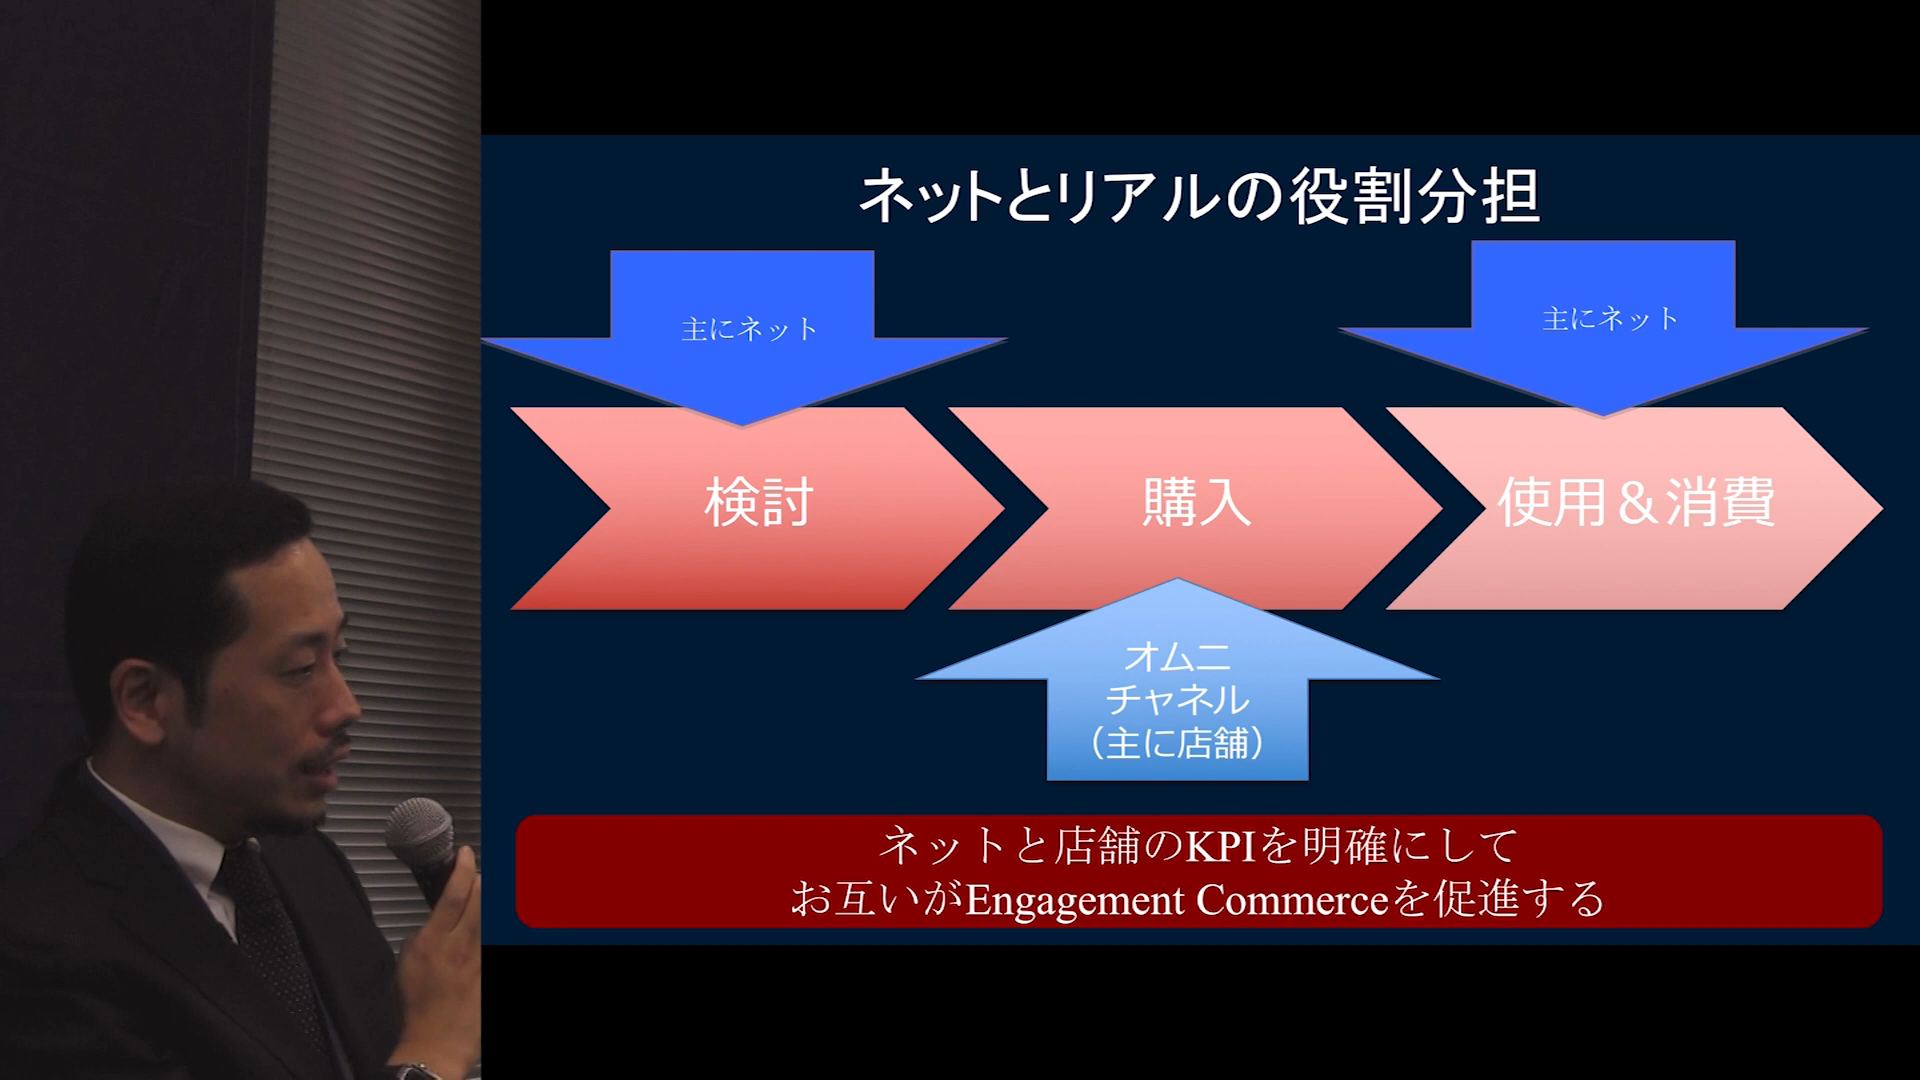 ネットとリアルの役割分担
主にネット
主にネット
検討
購入
使用＆消費
オムニ
チャネル
（主に店舗）
ネットと店舗のKPIを明確にして
お互いがEngagement Commerceを促進する